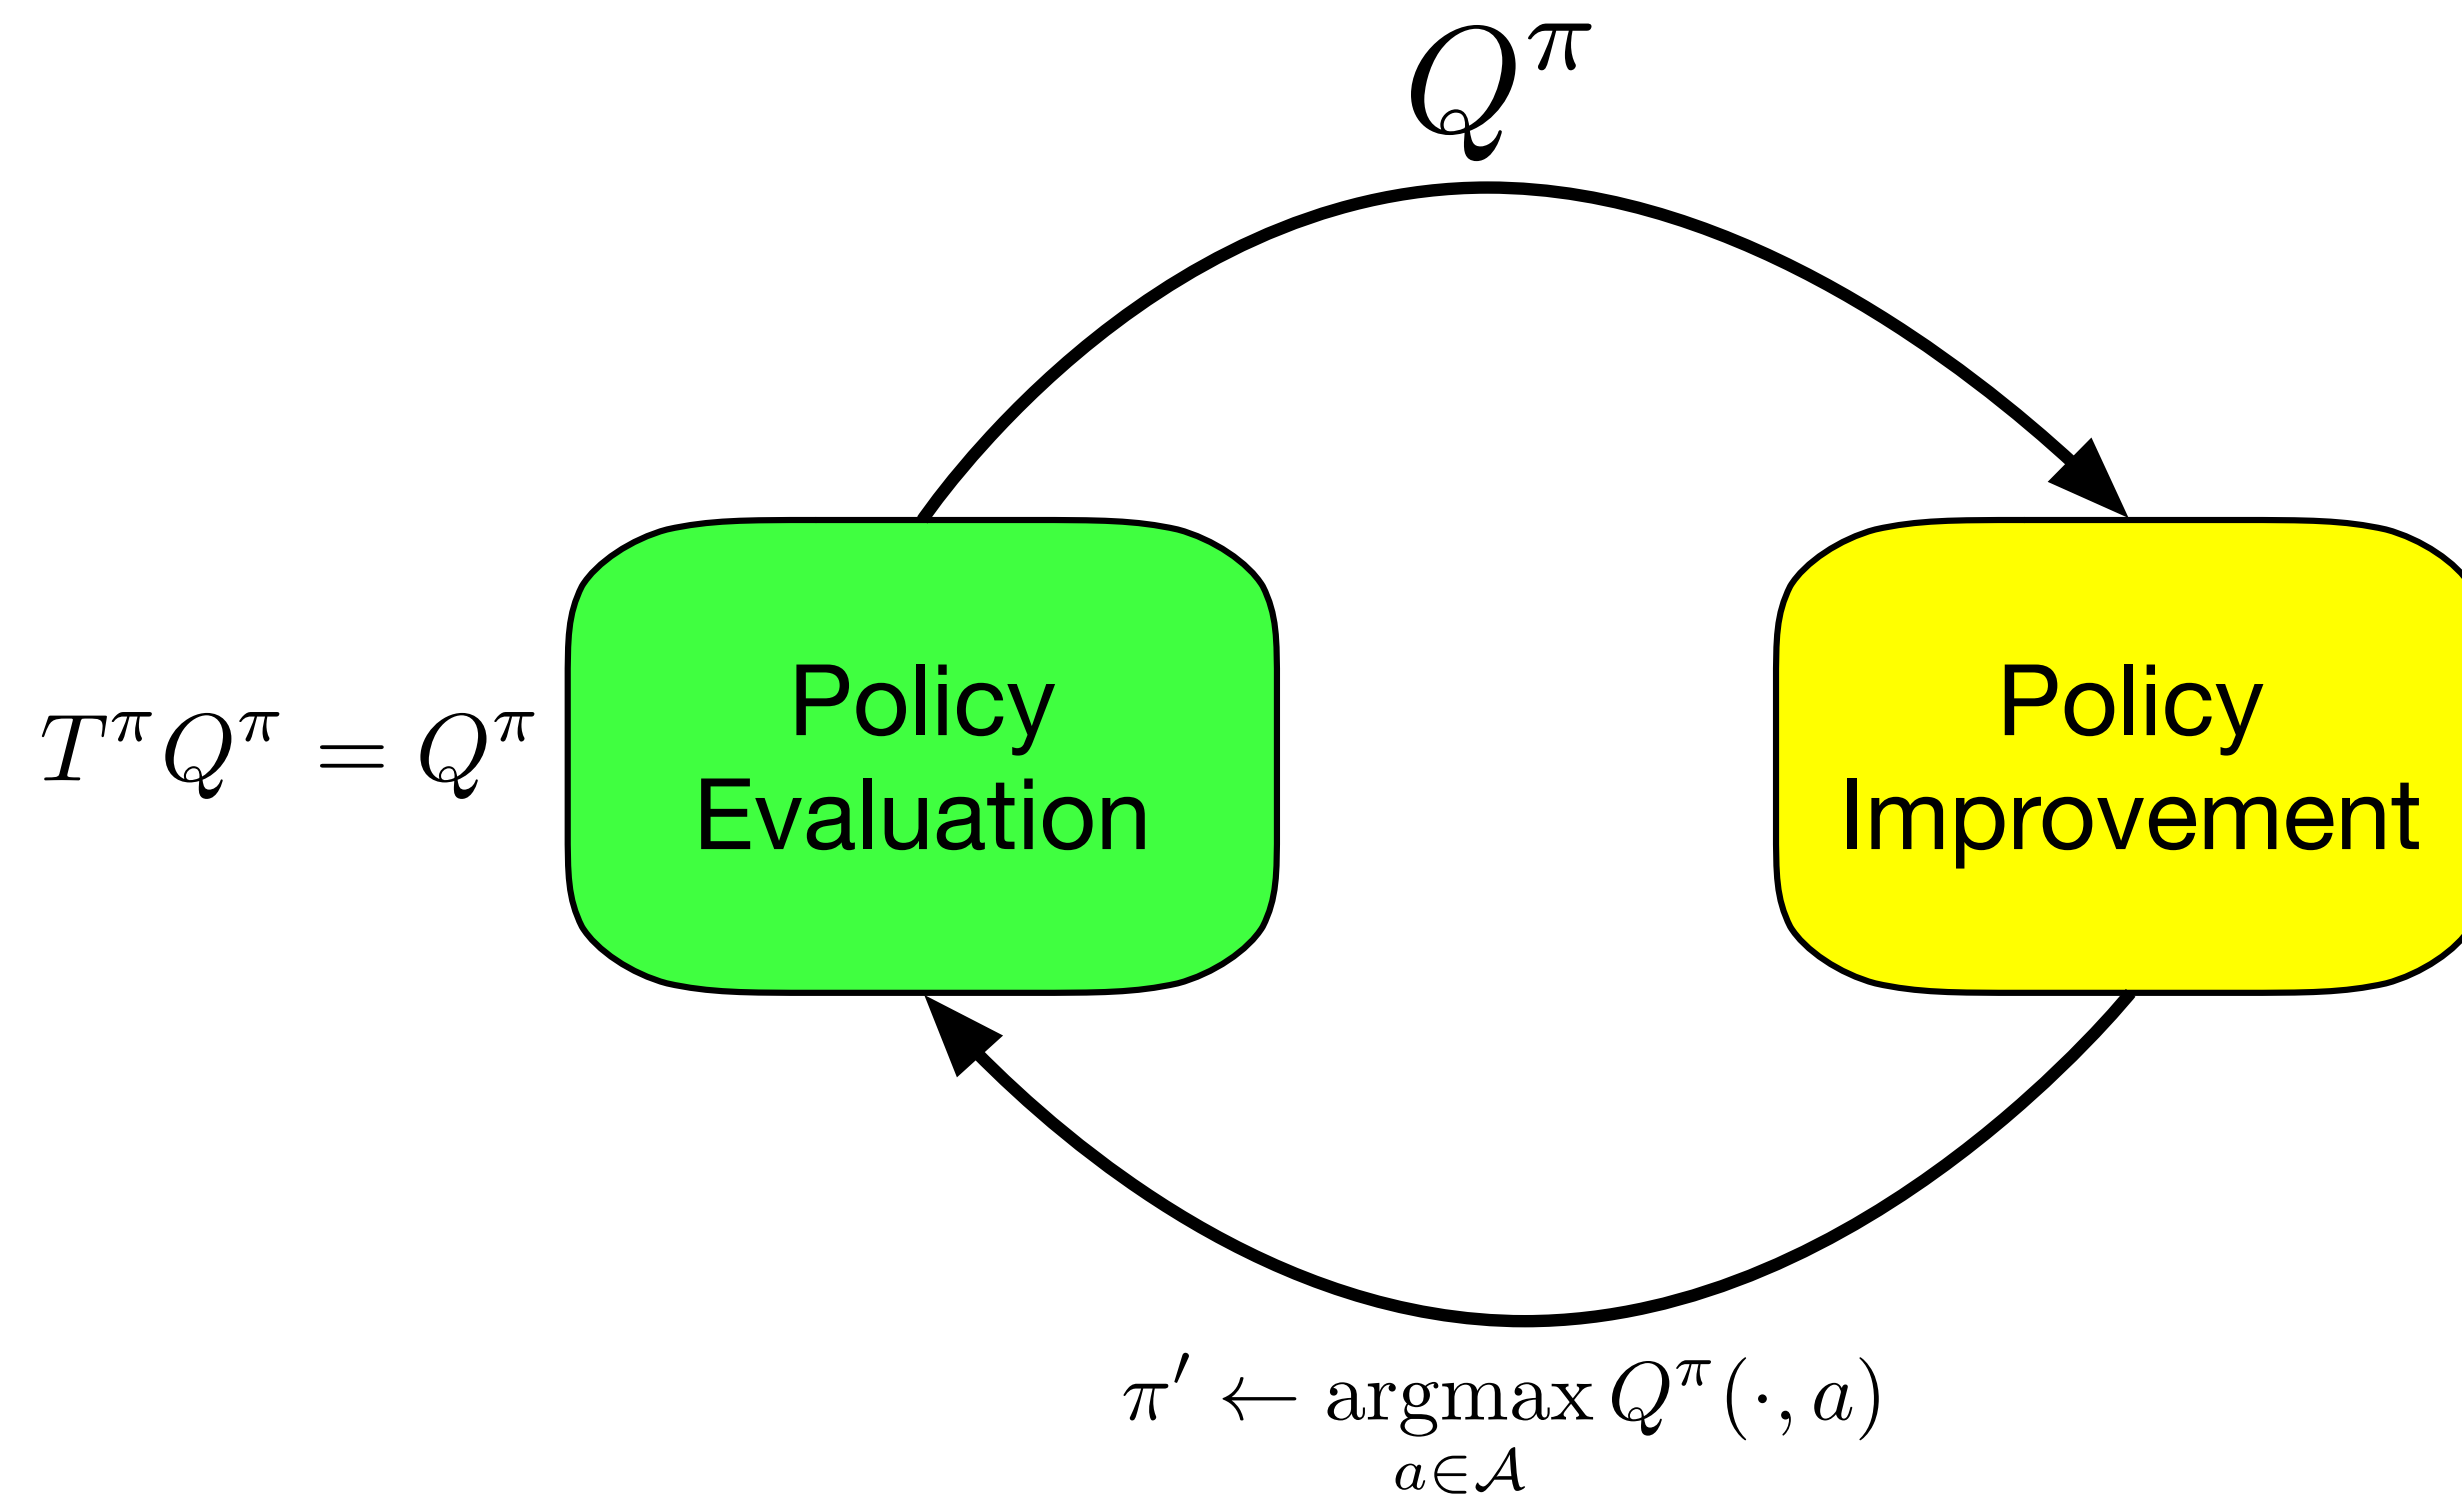 Q^π
T^π Q^π = Q^π
Policy
Evaluation
Policy
Improvement
π′ ← argmax Q^π(·, a)
a∈𝒜